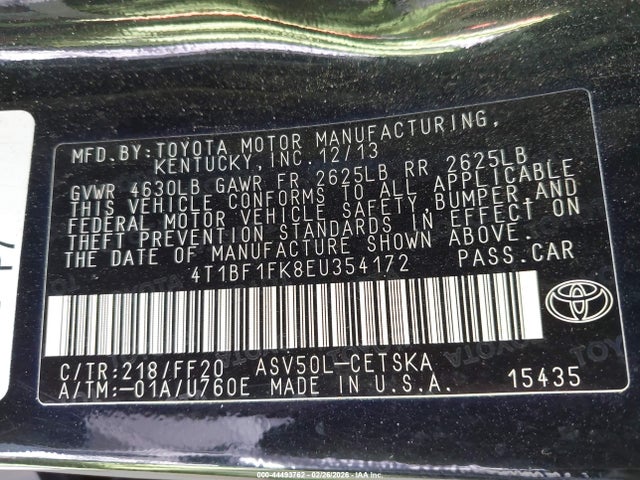 MFD.BY:TOYOTA MOTOR MANUFACTURING,
KENTUCKY,INC. 12/13
GVWR 4630LB GAWR FR 2625LB RR 2625LB
THIS VEHICLE CONFORMS TO ALL APPLICABLE
FEDERAL MOTOR VEHICLE SAFETY, BUMPER,AND
THEFT PREVENTION STANDARDS IN EFFECT ON
THE DATE OF MANUFACTURE SHOWN ABOVE.
4T1BF1FK8EU354172 PASS.CAR
C/TR:218/FF20 ASV50L-CETSKA
A/TM:-01A/U760E MADE IN U.S.A. 15435
000-44493762 - 02/26/2026 - IAA Inc.